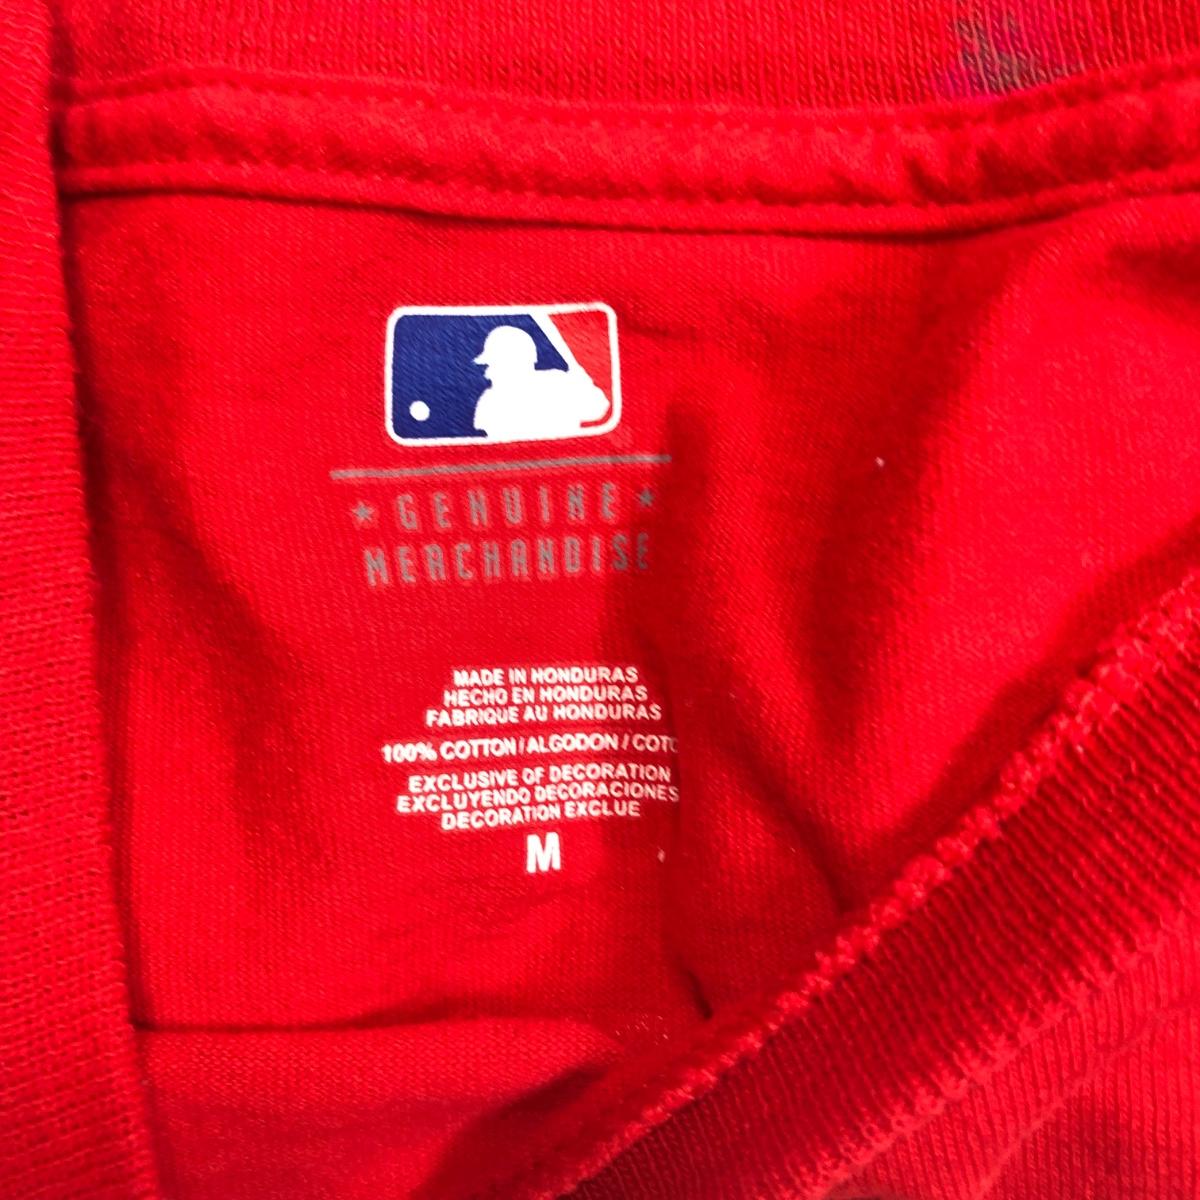 ★ GENUINE ★
MERCHANDISE
MADE IN HONDURAS
HECHO EN HONDURAS
FABRIQUE AU HONDURAS
100% COTTON / ALGODON / COTO
EXCLUSIVE OF DECORATION
EXCLUYENDO DECORACIONES
DECORATION EXCLUE
M